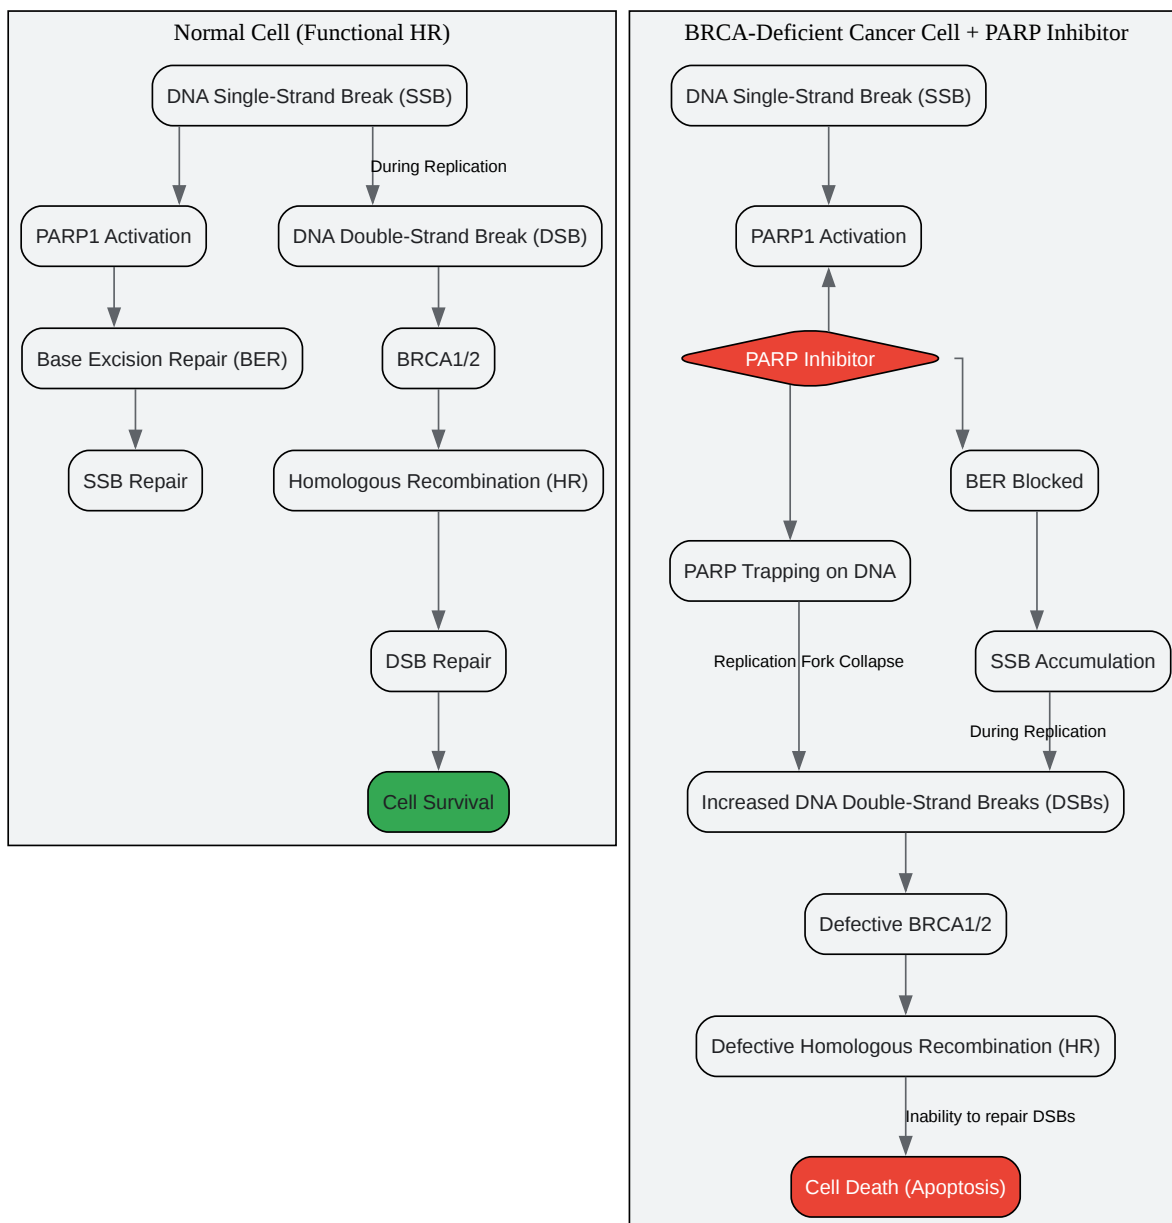 Normal Cell (Functional HR)
DNA Single-Strand Break (SSB)
During Replication
PARP1 Activation
DNA Double-Strand Break (DSB)
Base Excision Repair (BER)
BRCA1/2
SSB Repair
Homologous Recombination (HR)
DSB Repair
Cell Survival
BRCA-Deficient Cancer Cell + PARP Inhibitor
DNA Single-Strand Break (SSB)
PARP1 Activation
PARP Inhibitor
BER Blocked
PARP Trapping on DNA
Replication Fork Collapse
SSB Accumulation
During Replication
Increased DNA Double-Strand Breaks (DSBs)
Defective BRCA1/2
Defective Homologous Recombination (HR)
Inability to repair DSBs
Cell Death (Apoptosis)